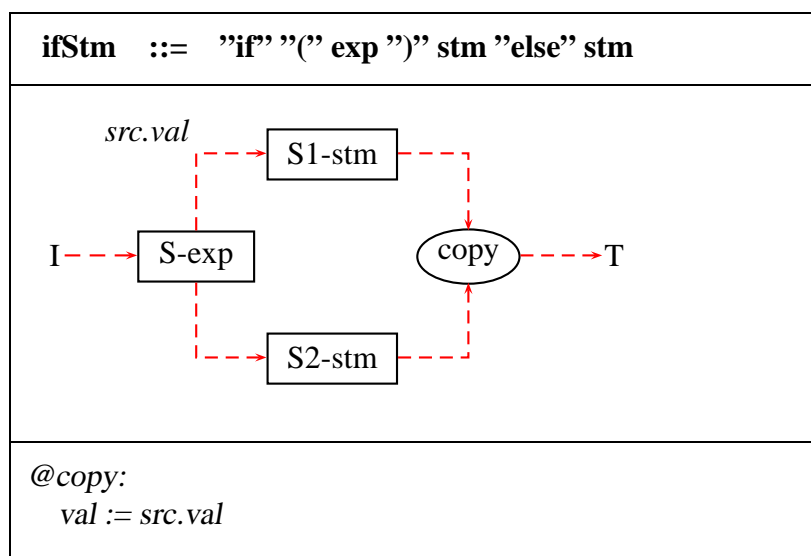 ifStm ::= ”if” ”(” exp ”)” stm ”else” stm
src.val
S1-stm
I
S-exp
copy
T
S2-stm
@copy:
val := src.val